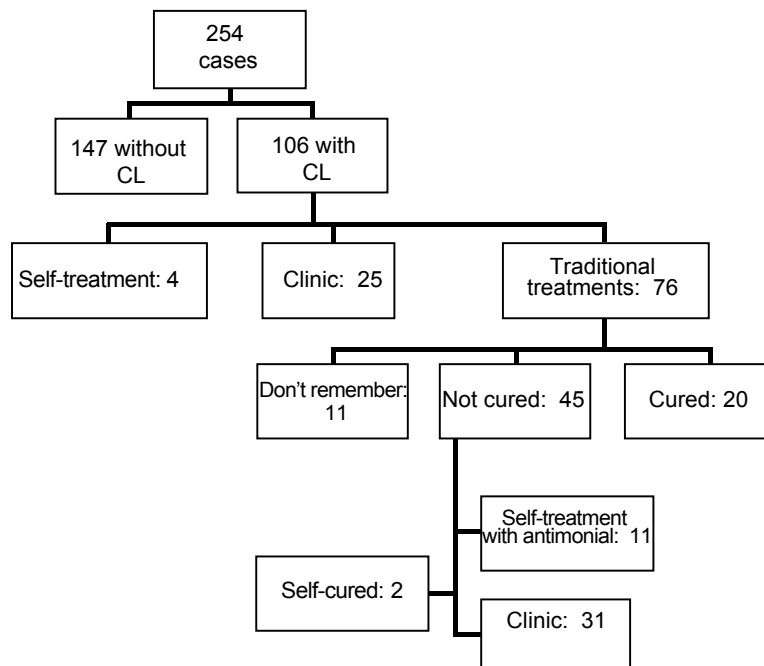 254
cases
147 without
CL
106 with
CL
Self-treatment: 4
Clinic: 25
Traditional
treatments: 76
Don't remember:
11
Not cured: 45
Cured: 20
Self-treatment
with antimonial: 11
Self-cured: 2
Clinic: 31